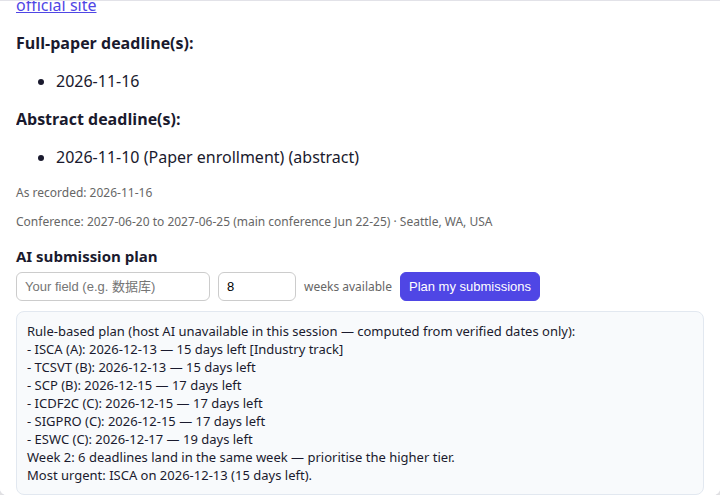 official site
Full-paper deadline(s):
2026-11-16
Abstract deadline(s):
2026-11-10 (Paper enrollment) (abstract)
As recorded: 2026-11-16
Conference: 2027-06-20 to 2027-06-25 (main conference Jun 22-25) · Seattle, WA, USA
AI submission plan
Your field (e.g. 数据库) 8 weeks available Plan my submissions
Rule-based plan (host AI unavailable in this session — computed from verified dates only):
- ISCA (A): 2026-12-13 — 15 days left [Industry track]
- TCSVT (B): 2026-12-13 — 15 days left
- SCP (B): 2026-12-15 — 17 days left
- ICDF2C (C): 2026-12-15 — 17 days left
- SIGPRO (C): 2026-12-15 — 17 days left
- ESWC (C): 2026-12-17 — 19 days left
Week 2: 6 deadlines land in the same week — prioritise the higher tier.
Most urgent: ISCA on 2026-12-13 (15 days left).